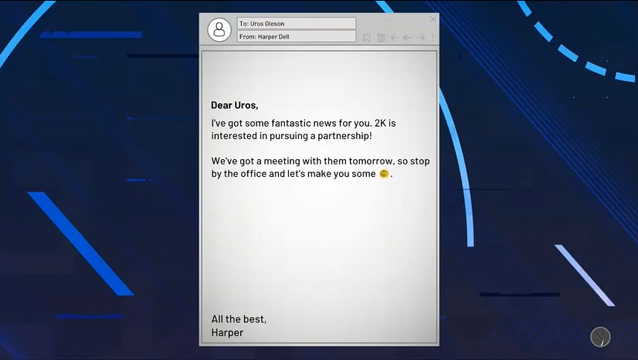 To: Uros Oleson
From: Harper Dell
Dear Uros,
I've got some fantastic news for you. 2K is
interested in pursuing a partnership!
We've got a meeting with them tomorrow, so stop
by the office and let's make you some 🪙.
All the best,
Harper